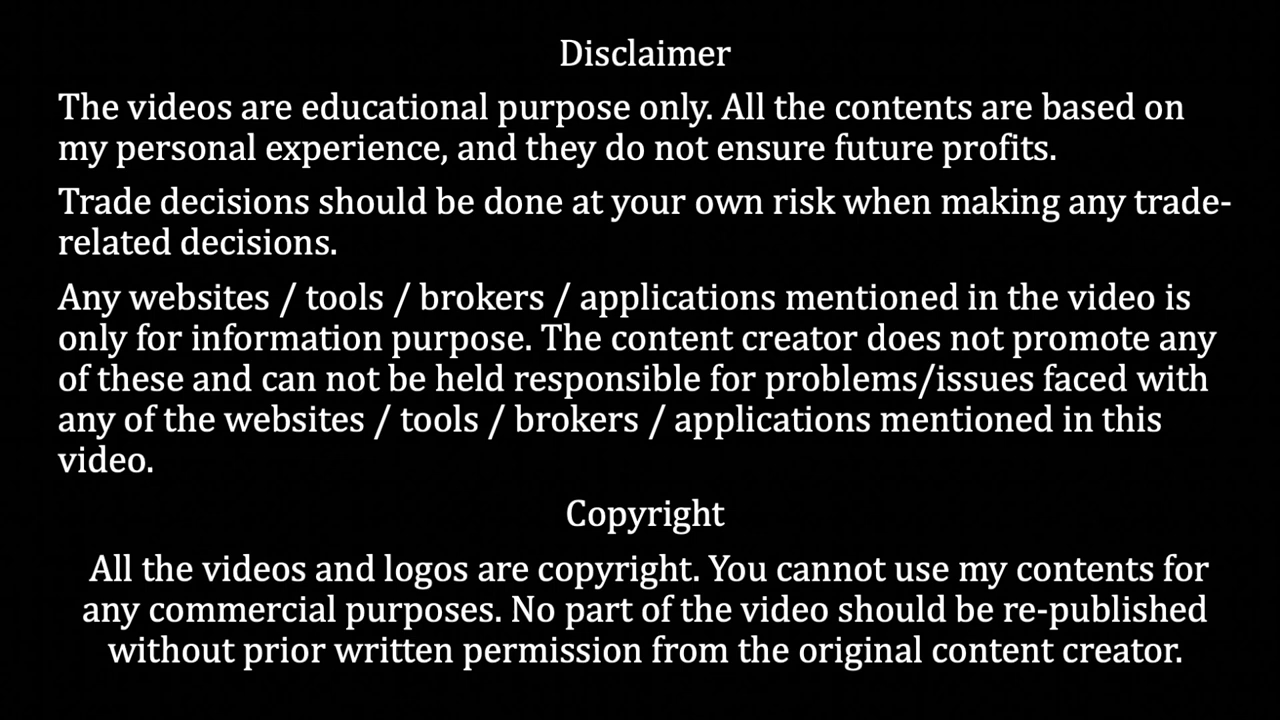 Disclaimer
The videos are educational purpose only. All the contents are based on
my personal experience, and they do not ensure future profits.
Trade decisions should be done at your own risk when making any trade-
related decisions.
Any websites / tools / brokers / applications mentioned in the video is
only for information purpose. The content creator does not promote any
of these and can not be held responsible for problems/issues faced with
any of the websites / tools / brokers / applications mentioned in this
video.
Copyright
All the videos and logos are copyright. You cannot use my contents for
any commercial purposes. No part of the video should be re-published
without prior written permission from the original content creator.